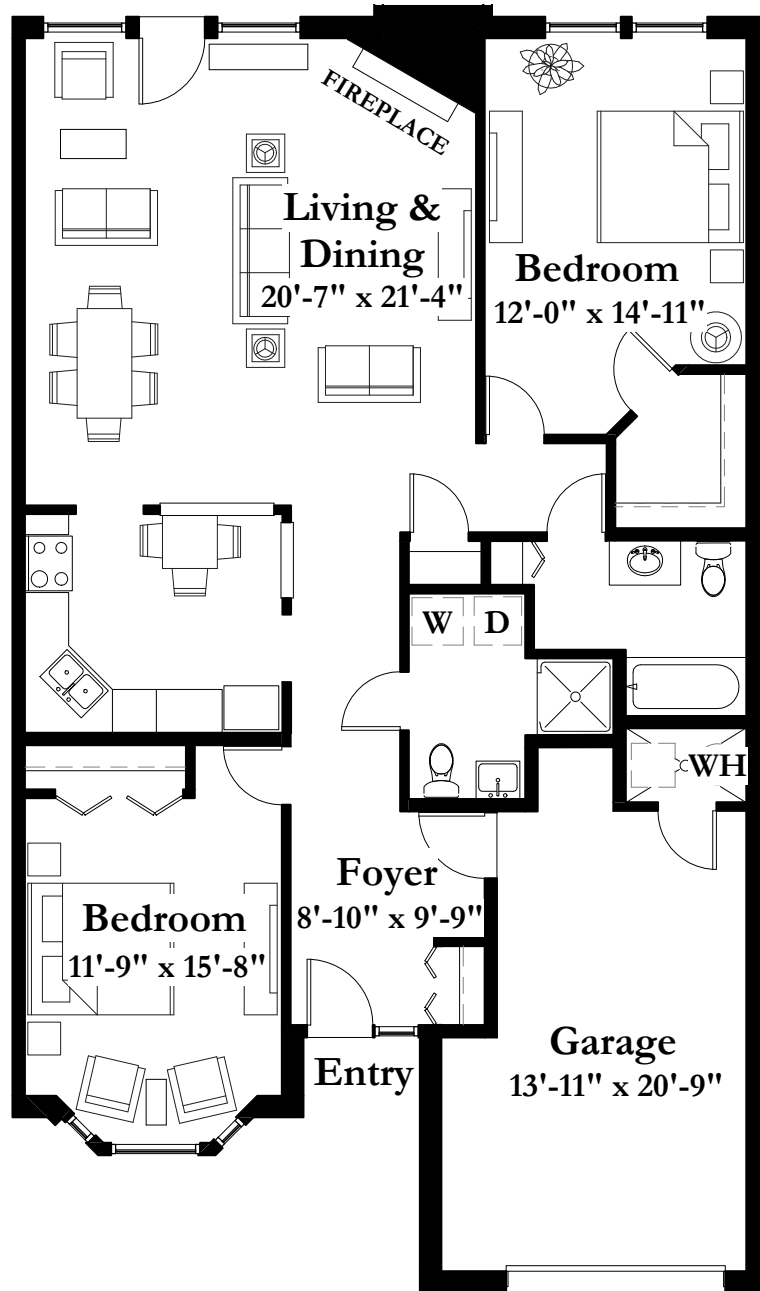 FIREPLACE
Living &
Dining
20'-7" x 21'-4"
Bedroom
12'-0" x 14'-11"
W D
WH
Foyer
8'-10" x 9'-9"
Bedroom
11'-9" x 15'-8"
Entry
Garage
13'-11" x 20'-9"